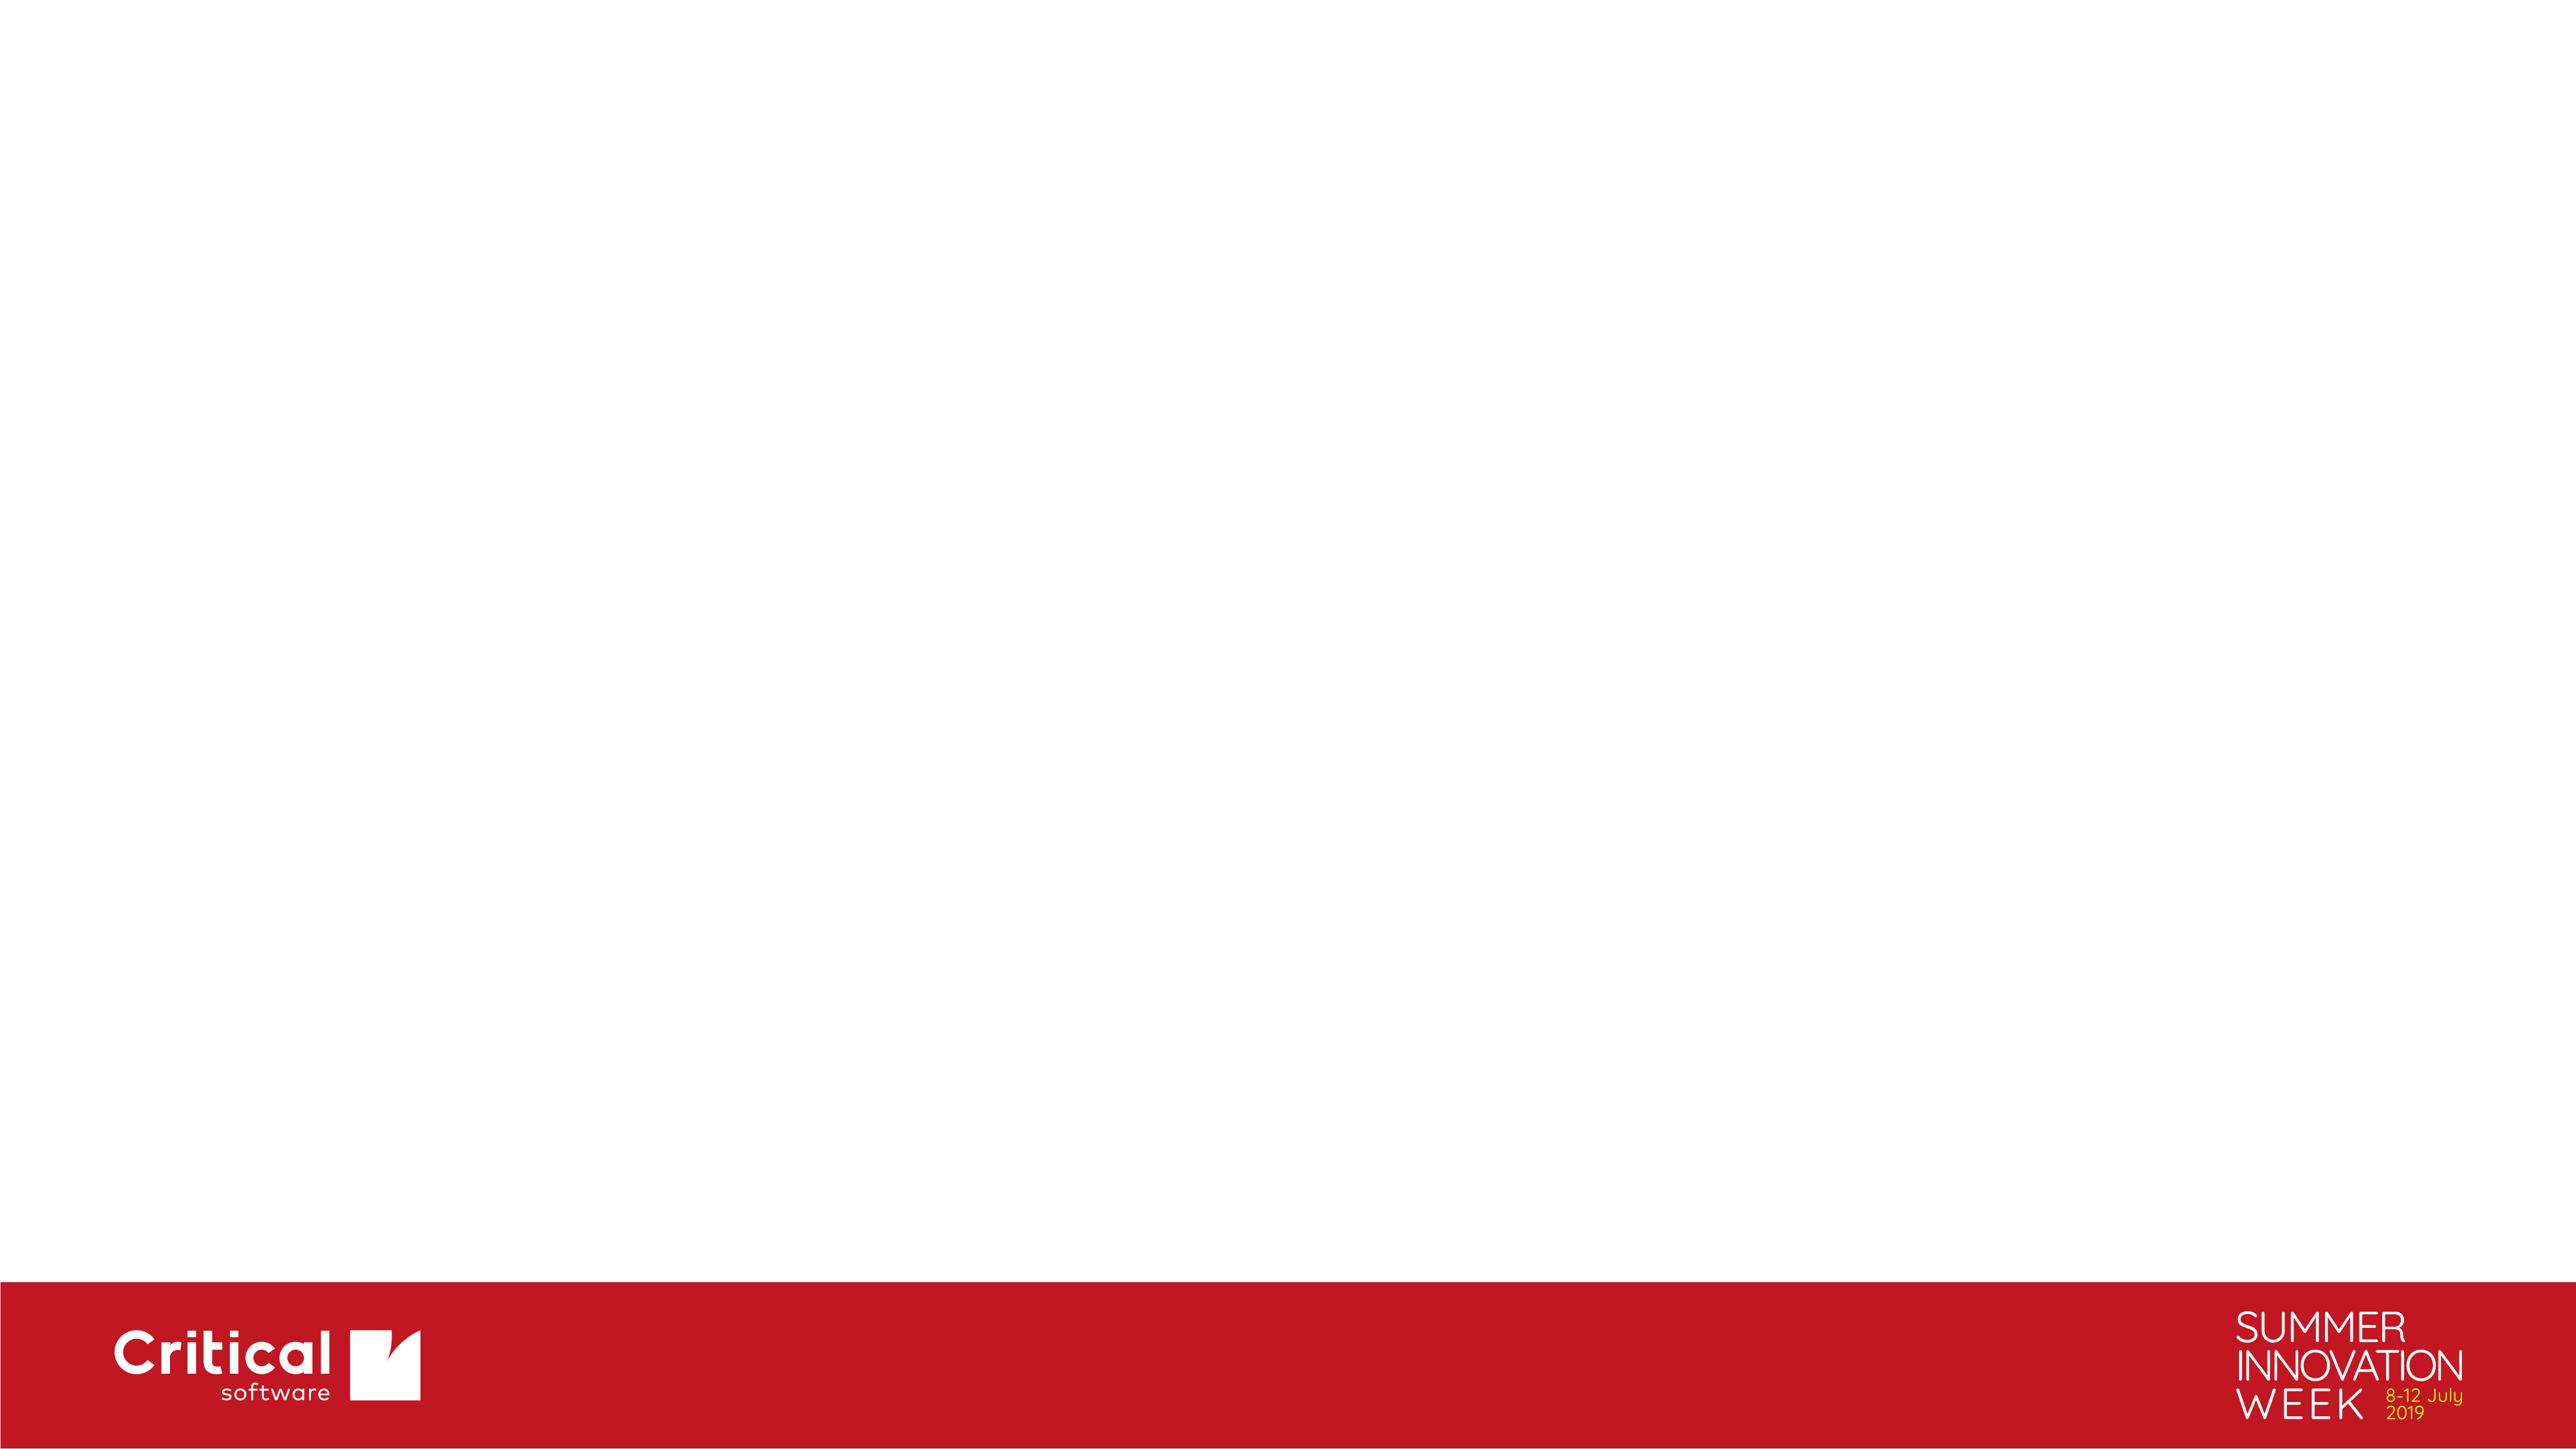 Critical
software
SUMMER
INNOVATION
WEEK 8-12 July
2019